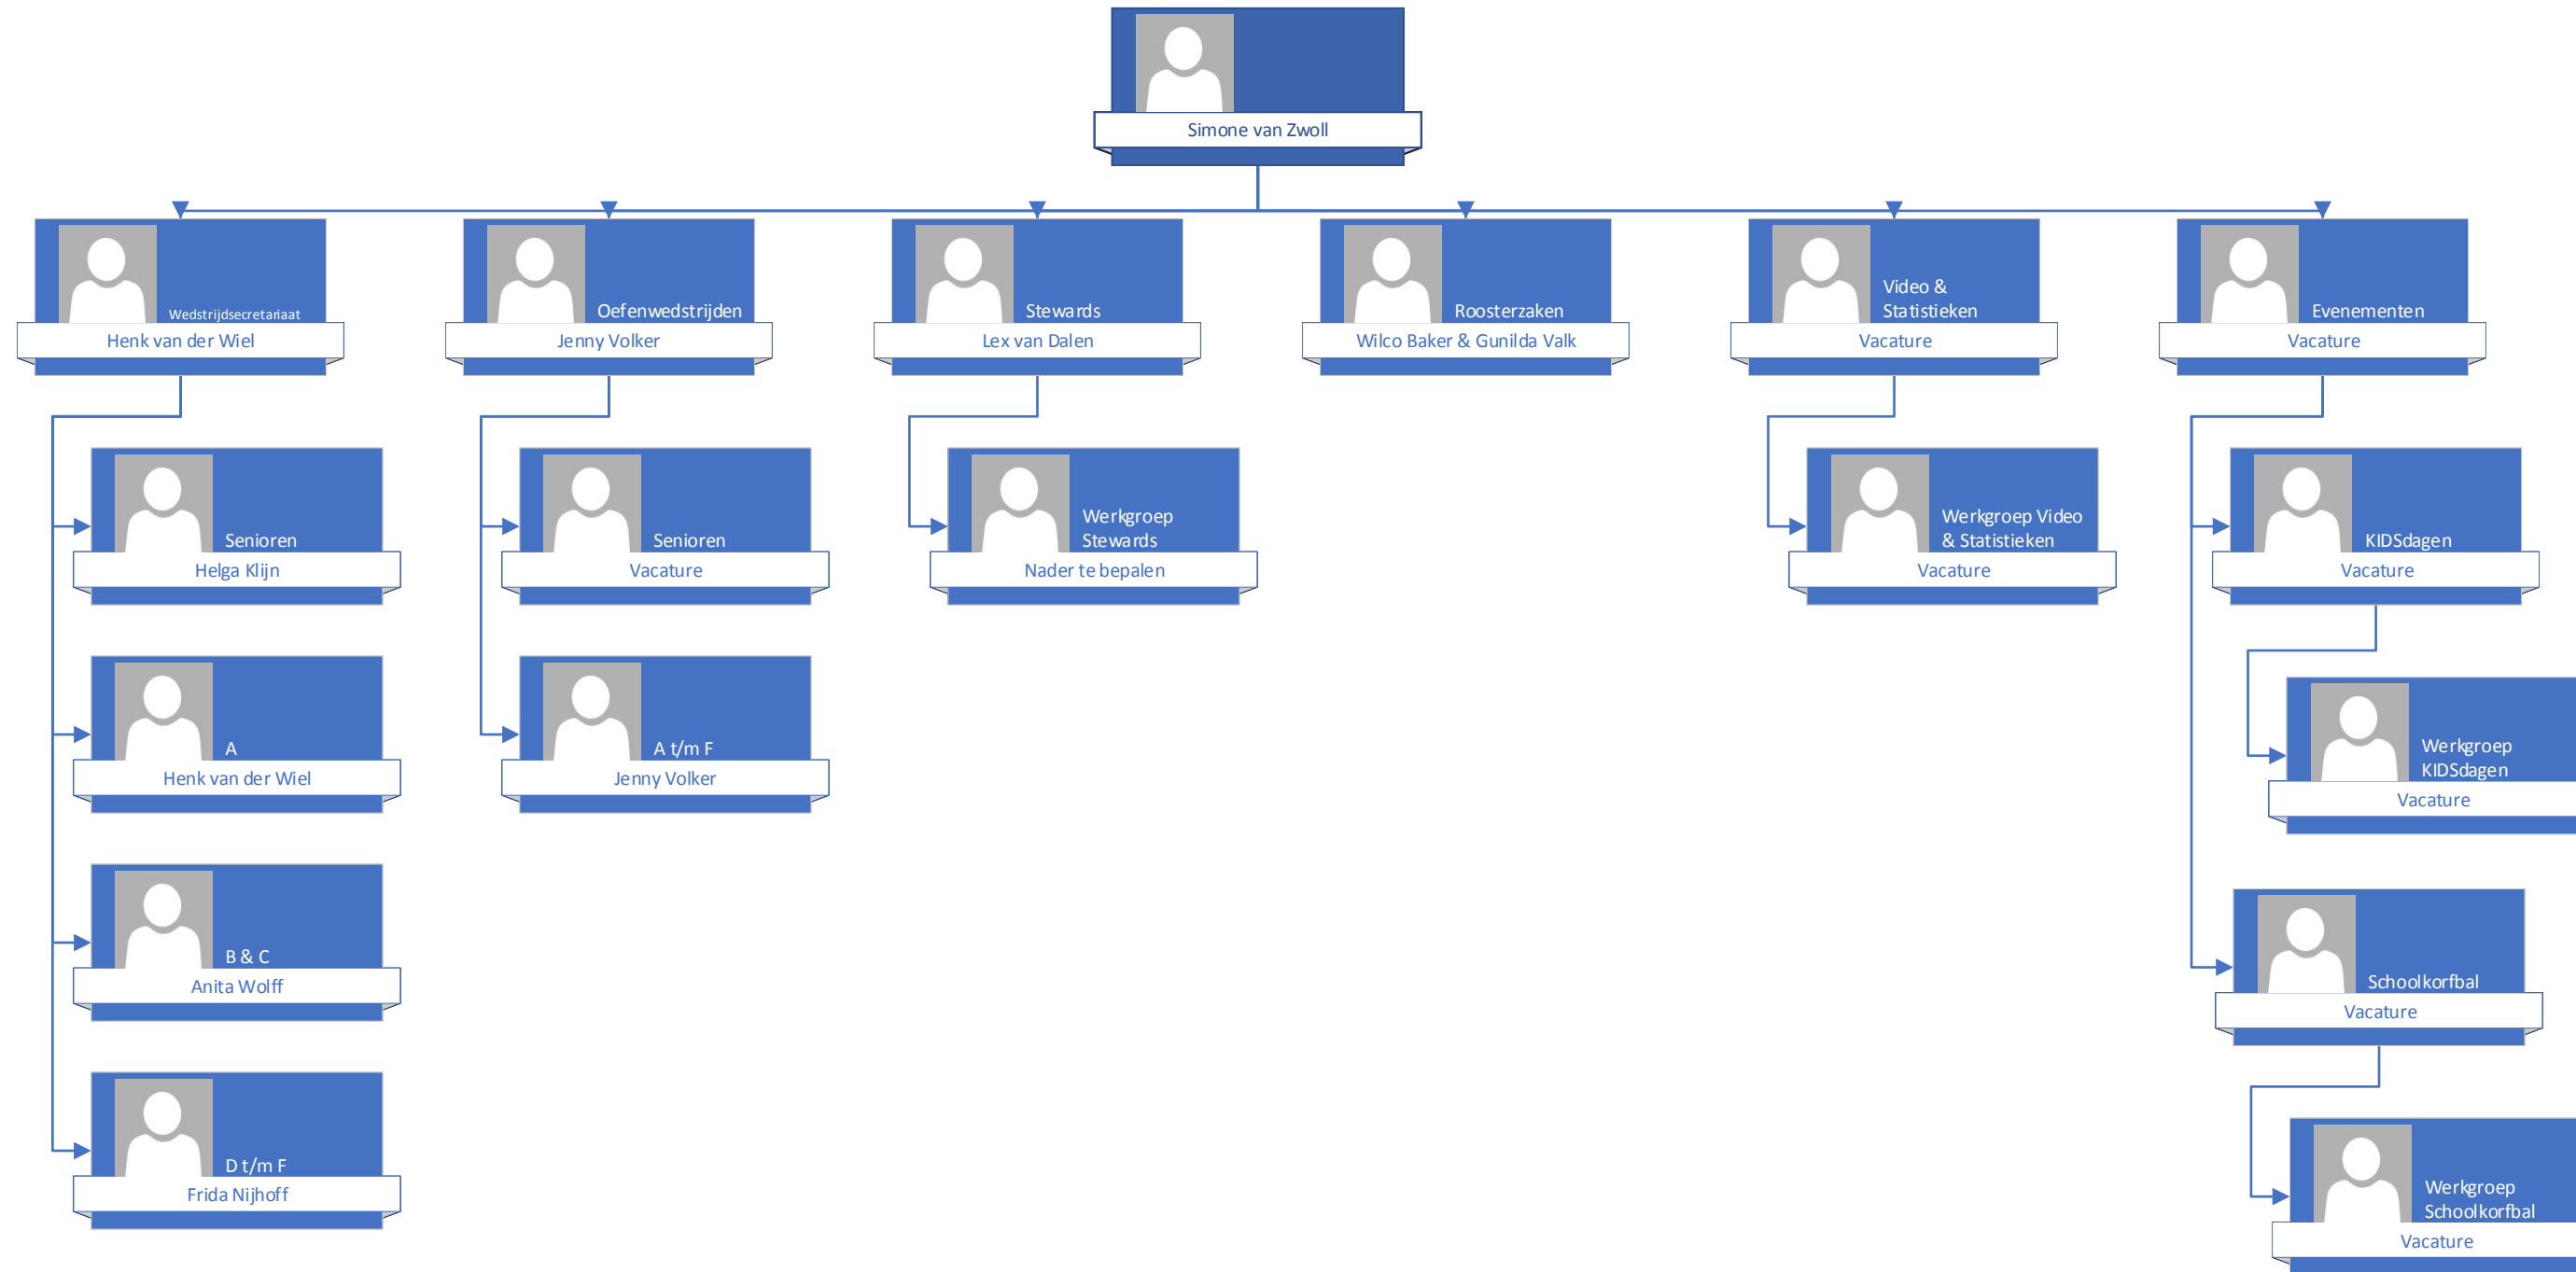 Simone van Zwoll
Wedstrijdsecretariaat
Henk van der Wiel
Oefenwedstrijden
Jenny Volker
Stewards
Lex van Dalen
Roosterzaken
Wilco Baker & Gunilda Valk
Video &
Statistieken
Vacature
Evenementen
Vacature
Senioren
Helga Klijn
Senioren
Vacature
Werkgroep
Stewards
Nader te bepalen
Werkgroep Video
& Statistieken
Vacature
KIDSdagen
Vacature
A
Henk van der Wiel
A t/m F
Jenny Volker
Werkgroep
KIDSdagen
Vacature
B & C
Anita Wolff
Schoolkorfbal
Vacature
D t/m F
Frida Nijhoff
Werkgroep
Schoolkorfbal
Vacature